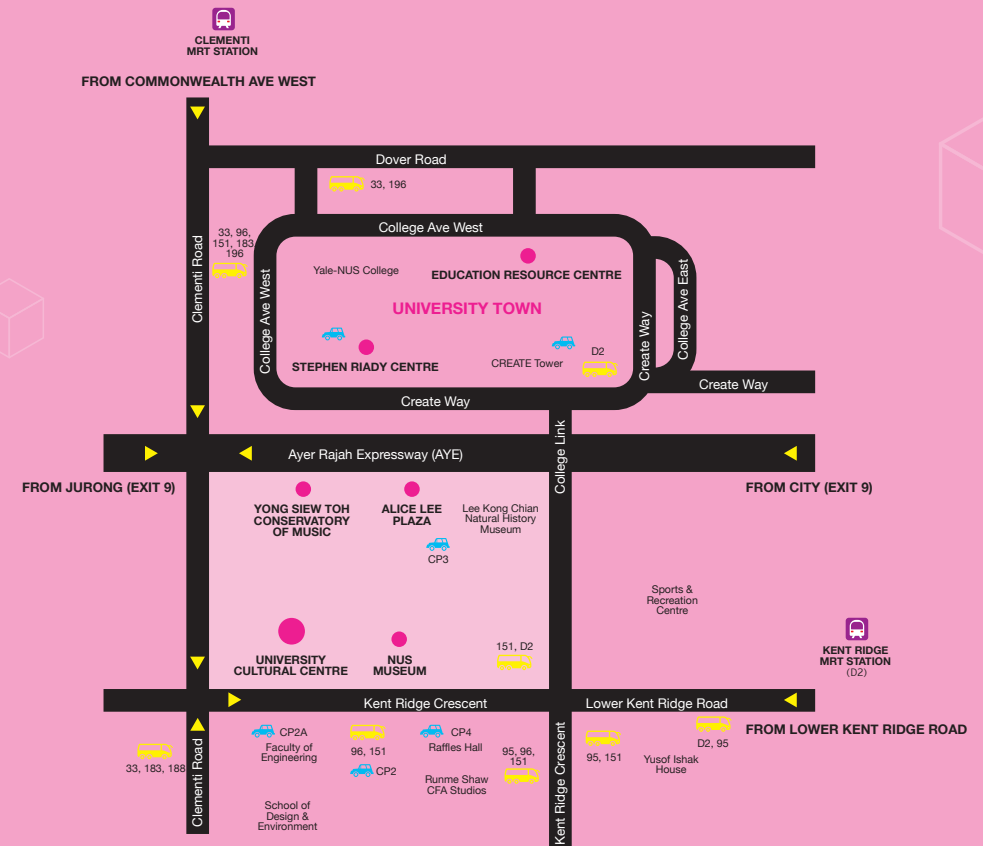 CLEMENTI
MRT STATION
FROM COMMONWEALTH AVE WEST
Dover Road
33, 196
College Ave West
33, 96,
151, 183
196
Clementi Road
College Ave West
Yale-NUS College
EDUCATION RESOURCE CENTRE
UNIVERSITY TOWN
College Ave East
Create Way
STEPHEN RIADY CENTRE
CREATE Tower
D2
Create Way
Create Way
College Link
Ayer Rajah Expressway (AYE)
FROM JURONG (EXIT 9)
FROM CITY (EXIT 9)
YONG SIEW TOH
CONSERVATORY
OF MUSIC
ALICE LEE
PLAZA
Lee Kong Chian
Natural History
Museum
CP3
Sports &
Recreation
Centre
UNIVERSITY
CULTURAL CENTRE
NUS
MUSEUM
151, D2
KENT RIDGE
MRT STATION
(D2)
Kent Ridge Crescent
Lower Kent Ridge Road
FROM LOWER KENT RIDGE ROAD
33, 183, 188
Clementi Road
CP2A
Faculty of
Engineering
96, 151
CP2
CP4
Raffles Hall
Runme Shaw
CFA Studios
95, 96,
151
Kent Ridge Crescent
95, 151
D2, 95
Yusof Ishak
House
School of
Design &
Environment